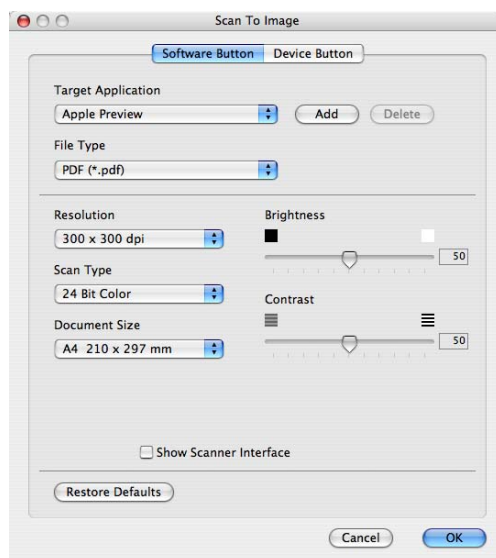 Scan To Image
Software Button Device Button
Target Application
Apple Preview Add Delete
File Type
PDF (*.pdf)
Resolution Brightness
300 x 300 dpi 50
Scan Type
24 Bit Color
Contrast
Document Size
A4 210 x 297 mm 50
Show Scanner Interface
Restore Defaults
Cancel OK